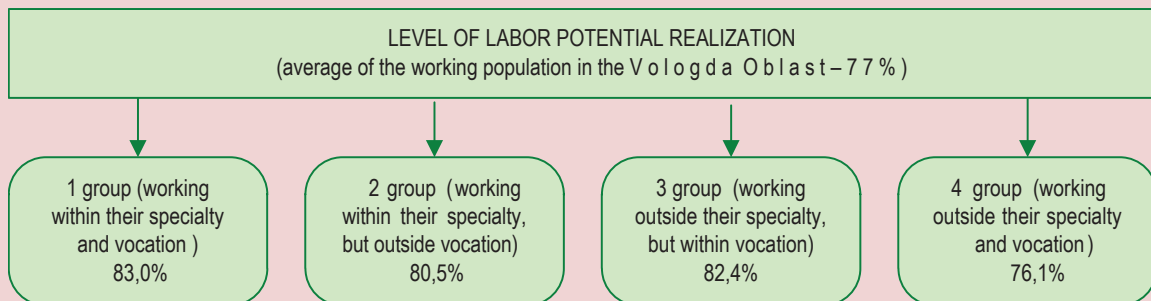 LEVEL OF LABOR POTENTIAL REALIZATION
(average of the working population in the V o l o g d a O b l a s t – 7 7 % )
1 group (working
within their specialty
and vocation )
83,0%
2 group (working
within their specialty,
but outside vocation)
80,5%
3 group (working
outside their specialty,
but within vocation)
82,4%
4 group (working
outside their specialty
and vocation)
76,1%